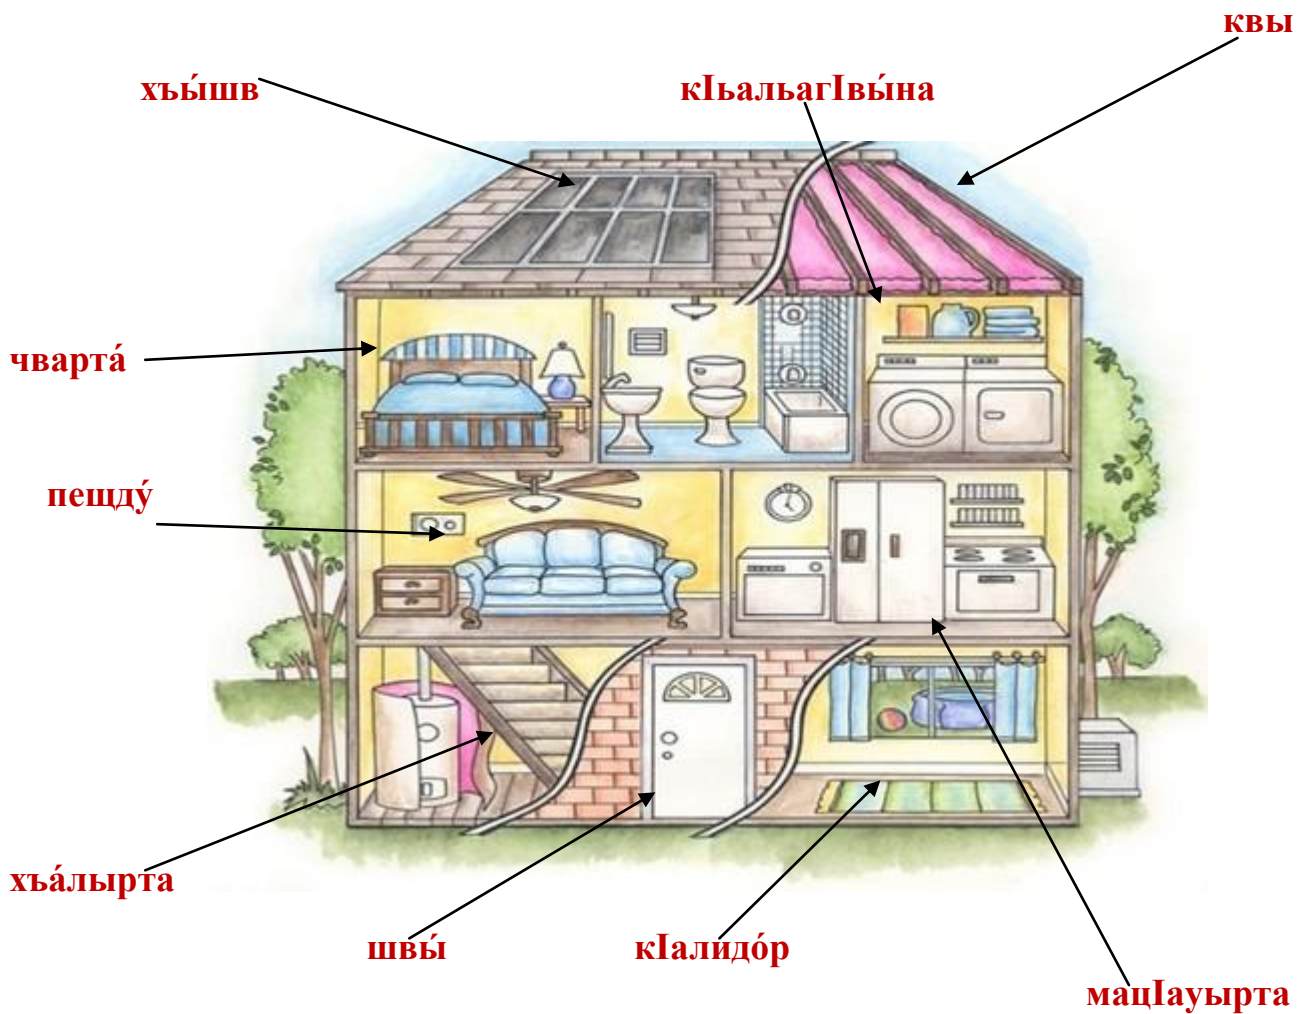 квы
хъы́шв
кӀьальагӀвы́на
чварта́
пещду́
хъа́лырта
швы́
кӀалидо́р
мацӀауырта